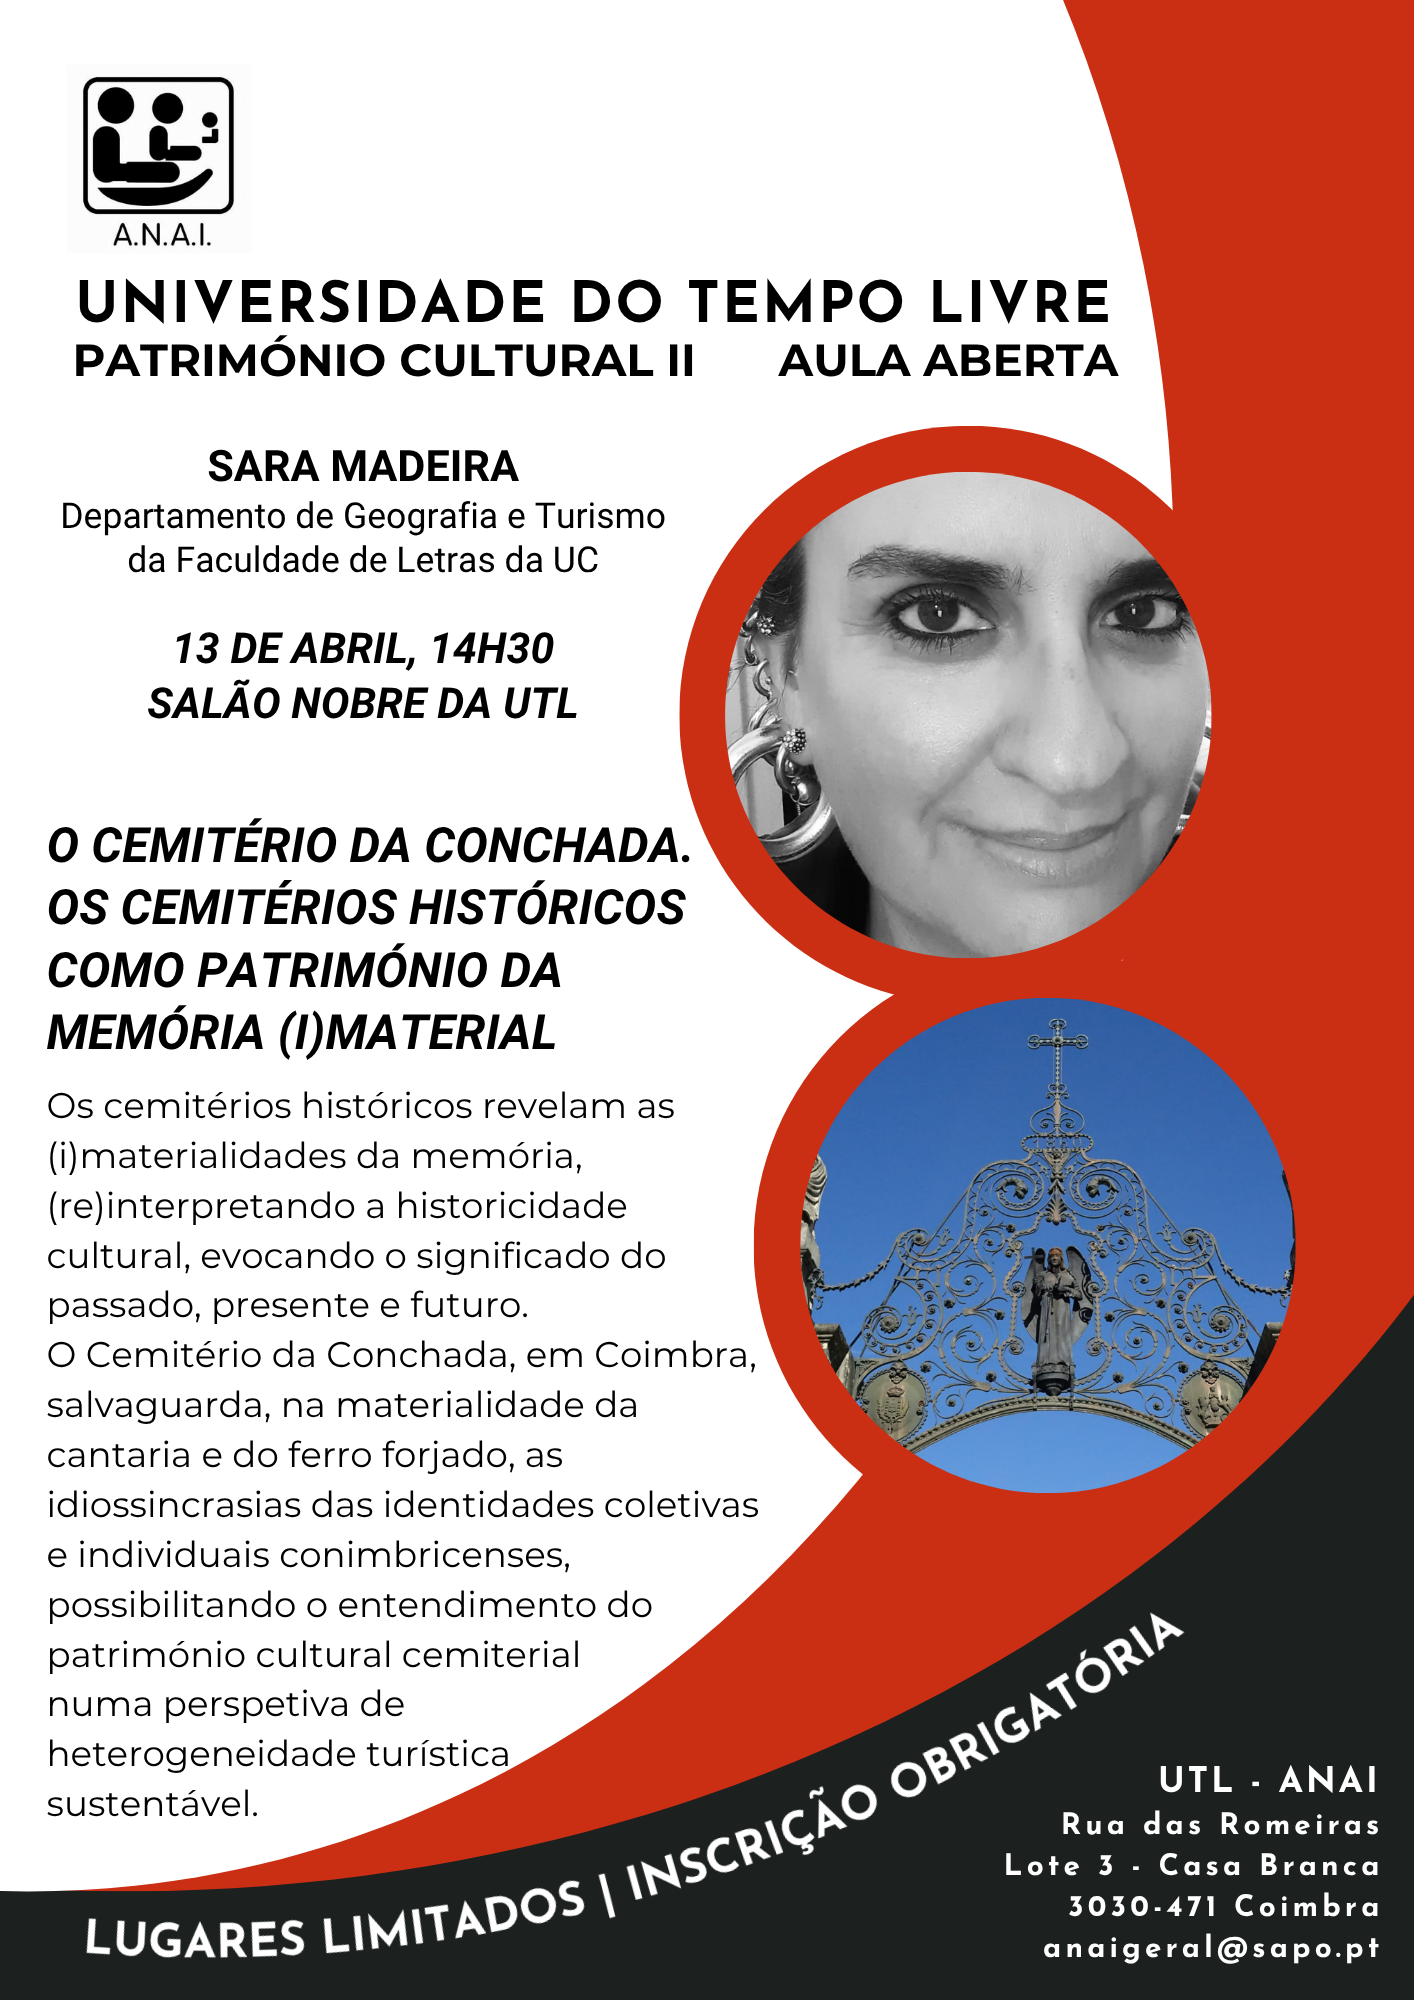 A.N.A.I.
UNIVERSIDADE DO TEMPO LIVRE
PATRIMÓNIO CULTURAL II AULA ABERTA
SARA MADEIRA
Departamento de Geografia e Turismo
da Faculdade de Letras da UC
13 DE ABRIL, 14H30
SALÃO NOBRE DA UTL
O CEMITÉRIO DA CONCHADA.
OS CEMITÉRIOS HISTÓRICOS
COMO PATRIMÓNIO DA
MEMÓRIA (I)MATERIAL
Os cemitérios históricos revelam as
(i)materialidades da memória,
(re)interpretando a historicidade
cultural, evocando o significado do
passado, presente e futuro.
O Cemitério da Conchada, em Coimbra,
salvaguarda, na materialidade da
cantaria e do ferro forjado, as
idiossincrasias das identidades coletivas
e individuais conimbricenses,
possibilitando o entendimento do
património cultural cemiterial
numa perspetiva de
heterogeneidade turística
sustentável.
LUGARES LIMITADOS | INSCRIÇÃO OBRIGATÓRIA
UTL - ANAI
Rua das Romeiras
Lote 3 - Casa Branca
3030-471 Coimbra
anaigeral@sapo.pt